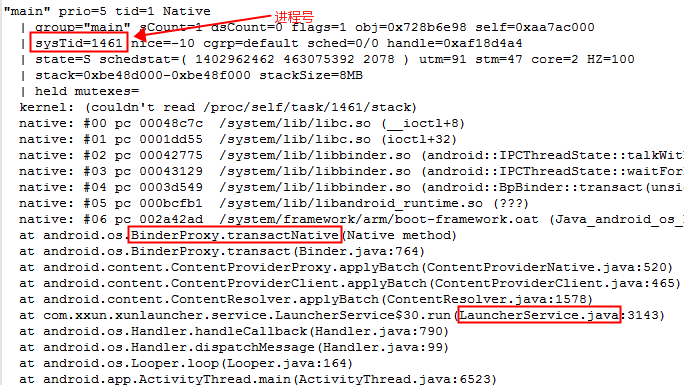 "main" prio=5 tid=1 Native
进程号
| group="main" sCount=1 dsCount=0 flags=1 obj=0x728b6e98 self=0xaa7ac000
| sysTid=1461 nice=-10 cgrp=default sched=0/0 handle=0xaf18d4a4
| state=S schedstat=( 1402962462 463075392 2078 ) utm=91 stm=47 core=2 HZ=100
| stack=0xbe48d000-0xbe48f000 stackSize=8MB
| held mutexes=
kernel: (couldn't read /proc/self/task/1461/stack)
native: #00 pc 00048c7c /system/lib/libc.so (__ioctl+8)
native: #01 pc 0001dd55 /system/lib/libc.so (ioctl+32)
native: #02 pc 00042775 /system/lib/libbinder.so (android::IPCThreadState::talkWit
native: #03 pc 00043129 /system/lib/libbinder.so (android::IPCThreadState::waitFor
native: #04 pc 0003d549 /system/lib/libbinder.so (android::BpBinder::transact(unsi
native: #05 pc 000bcfb1 /system/lib/libandroid_runtime.so (???)
native: #06 pc 002a42ad /system/framework/arm/boot-framework.oat (Java_android_os_
at android.os.BinderProxy.transactNative(Native method)
at android.os.BinderProxy.transact(Binder.java:764)
at android.content.ContentProviderProxy.applyBatch(ContentProviderNative.java:520)
at android.content.ContentProviderClient.applyBatch(ContentProviderClient.java:465)
at android.content.ContentResolver.applyBatch(ContentResolver.java:1578)
at com.xxun.xunlauncher.service.LauncherService$30.run(LauncherService.java:3143)
at android.os.Handler.handleCallback(Handler.java:790)
at android.os.Handler.dispatchMessage(Handler.java:99)
at android.os.Looper.loop(Looper.java:164)
at android.app.ActivityThread.main(ActivityThread.java:6523)